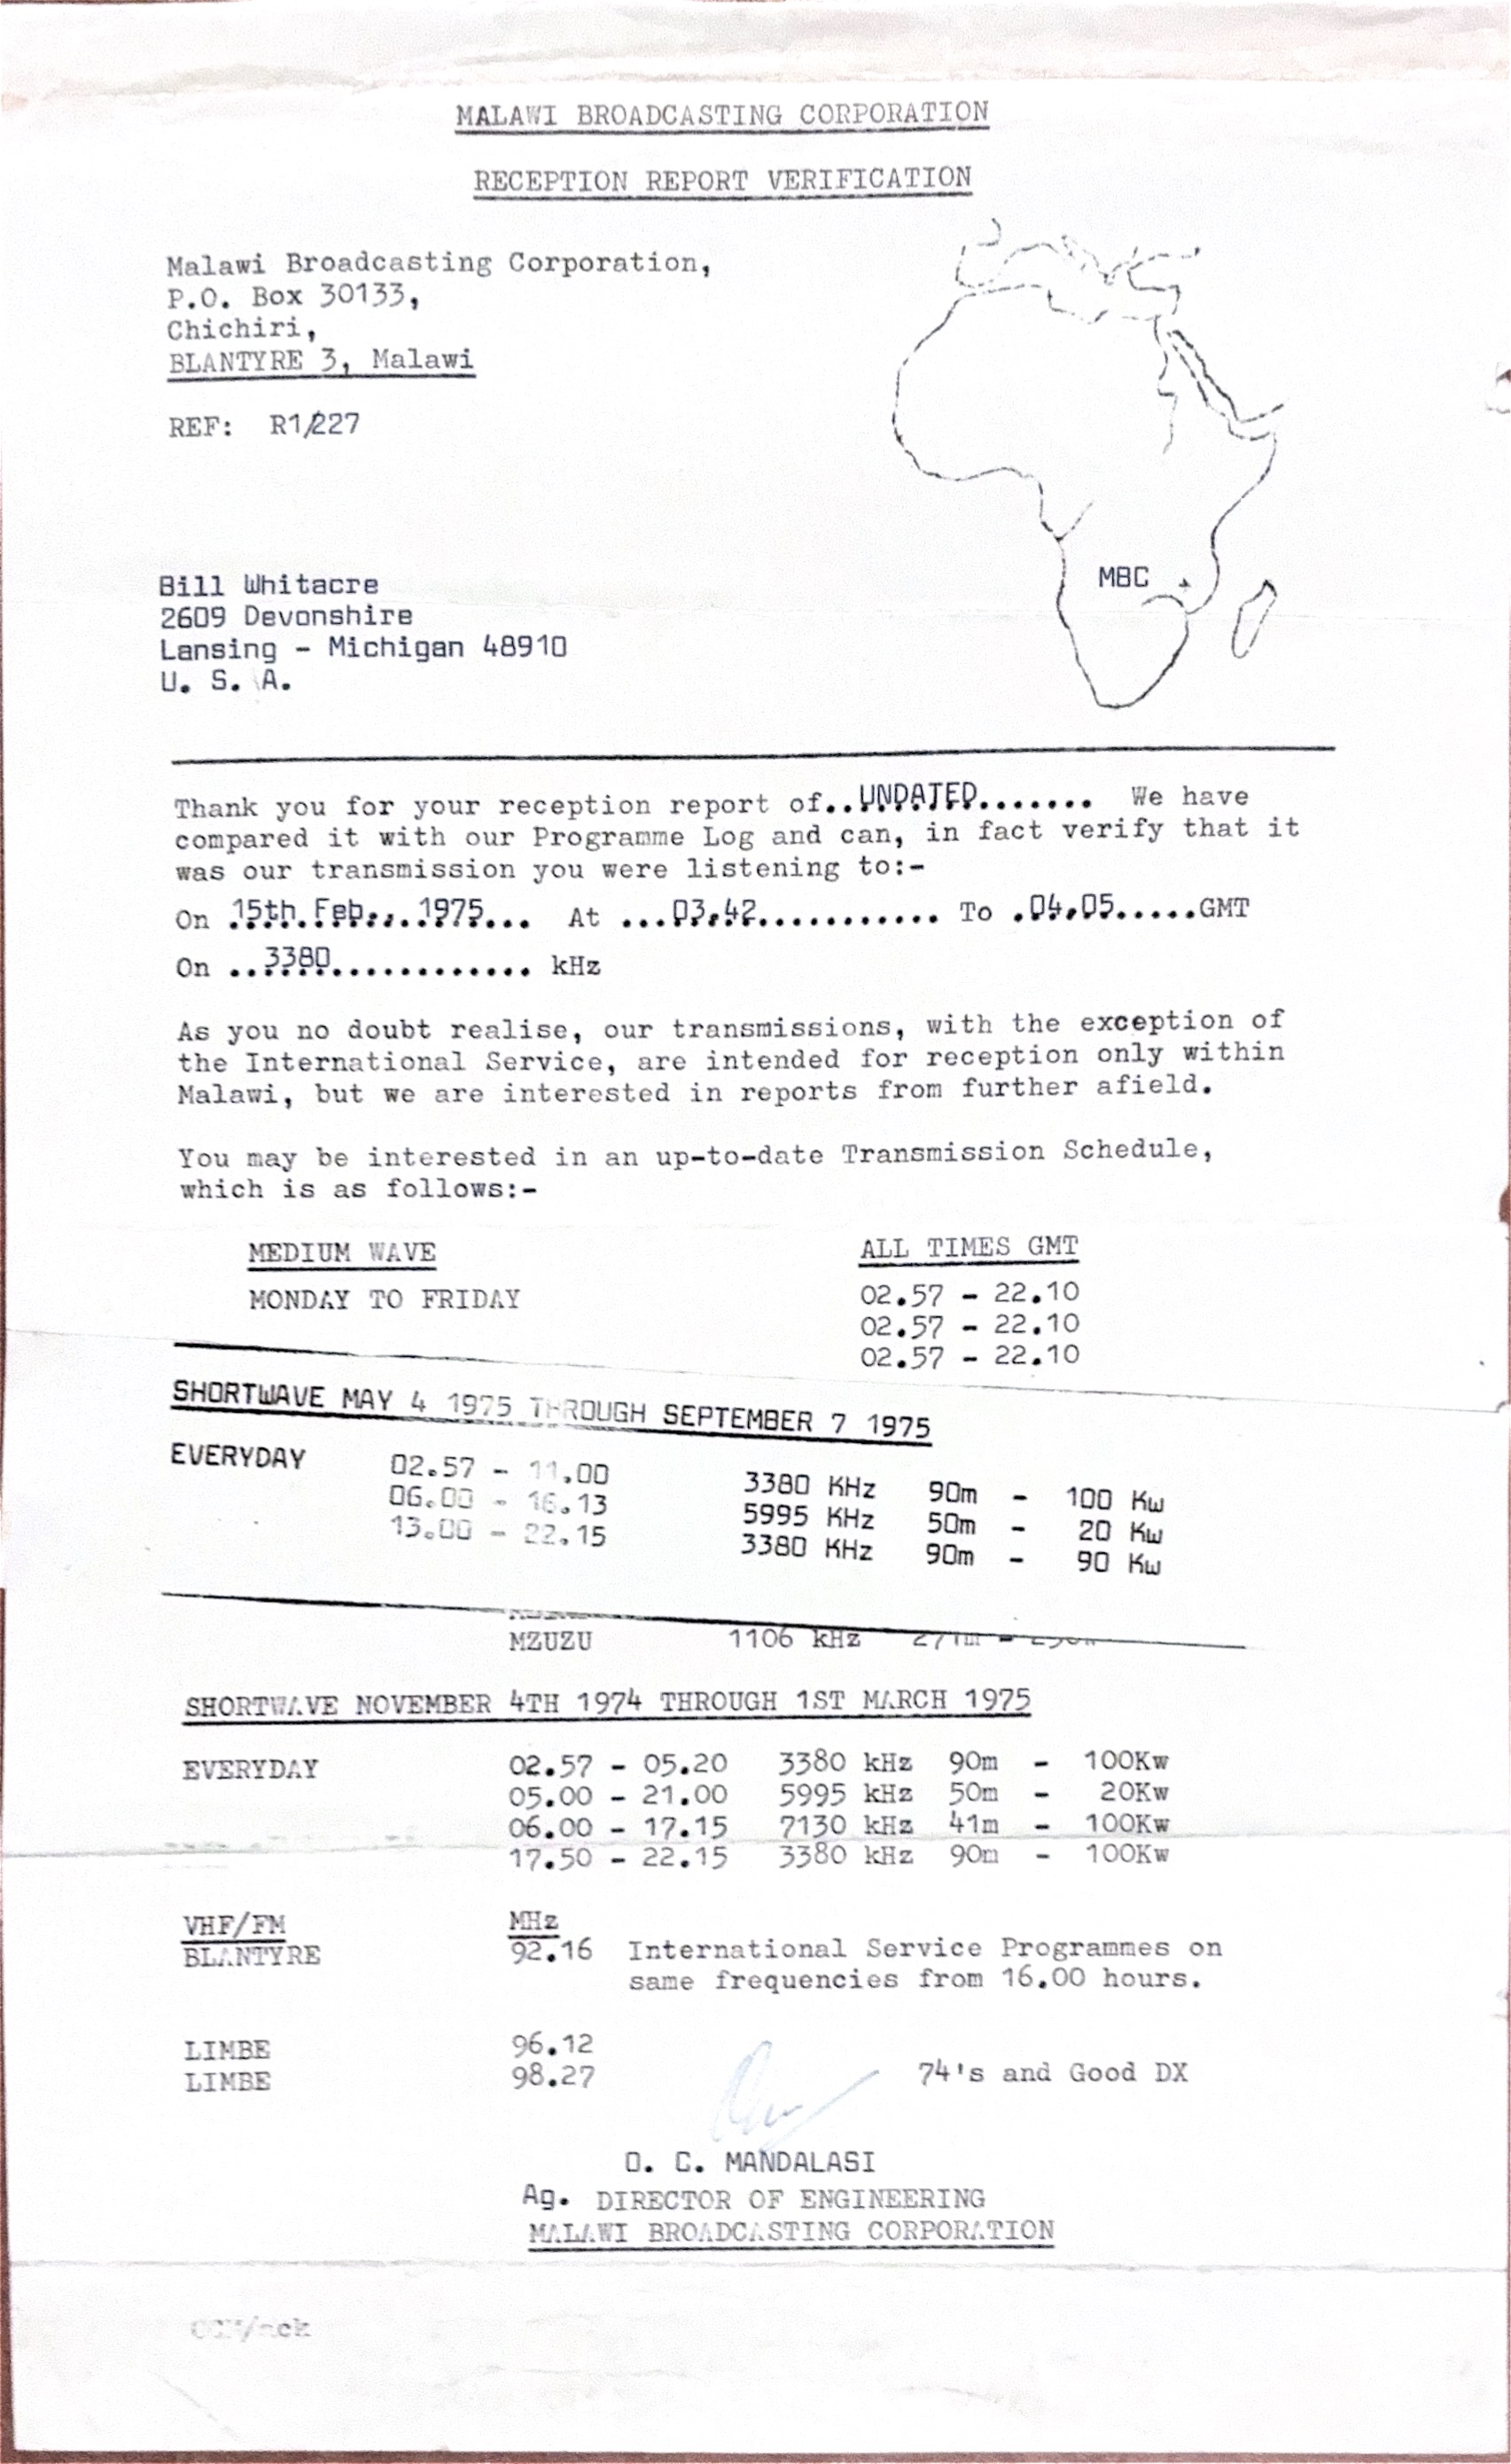 MALAWI BROADCASTING CORPORATION
RECEPTION REPORT VERIFICATION
Malawi Broadcasting Corporation,
P.O. Box 30133,
Chichiri,
BLANTYRE 3, Malawi
REF: R1/227
MBC
Bill Whitacre
2609 Devonshire
Lansing - Michigan 48910
U. S. A.
Thank you for your reception report of..UNDATED....... We have
compared it with our Programme Log and can, in fact verify that it
was our transmission you were listening to:-
On .15th.Feb...1975... At ...03.42........... To .04.05.....GMT
On ..3380............. kHz
As you no doubt realise, our transmissions, with the exception of
the International Service, are intended for reception only within
Malawi, but we are interested in reports from further afield.
You may be interested in an up-to-date Transmission Schedule,
which is as follows:-
MEDIUM WAVE ALL TIMES GMT
MONDAY TO FRIDAY 02.57 - 22.10
02.57 - 22.10
02.57 - 22.10
SHORTWAVE MAY 4 1975 THROUGH SEPTEMBER 7 1975
EVERYDAY 02.57 - 11.00 3380 KHz 90m - 100 Kw
06.00 - 16.13 5995 KHz 50m - 20 Kw
13.00 - 22.15 3380 KHz 90m - 90 Kw
MZUZU 1106 kHz
SHORTWAVE NOVEMBER 4TH 1974 THROUGH 1ST MARCH 1975
EVERYDAY 02.57 - 05.20 3380 kHz 90m - 100Kw
05.00 - 21.00 5995 kHz 50m - 20Kw
06.00 - 17.15 7130 kHz 41m - 100Kw
17.50 - 22.15 3380 kHz 90m - 100Kw
VHF/FM MHz
BLANTYRE 92.16 International Service Programmes on
same frequencies from 16.00 hours.
LIMBE 96.12
LIMBE 98.27 74's and Good DX
O. C. MANDALASI
Ag. DIRECTOR OF ENGINEERING
MALAWI BROADCASTING CORPORATION